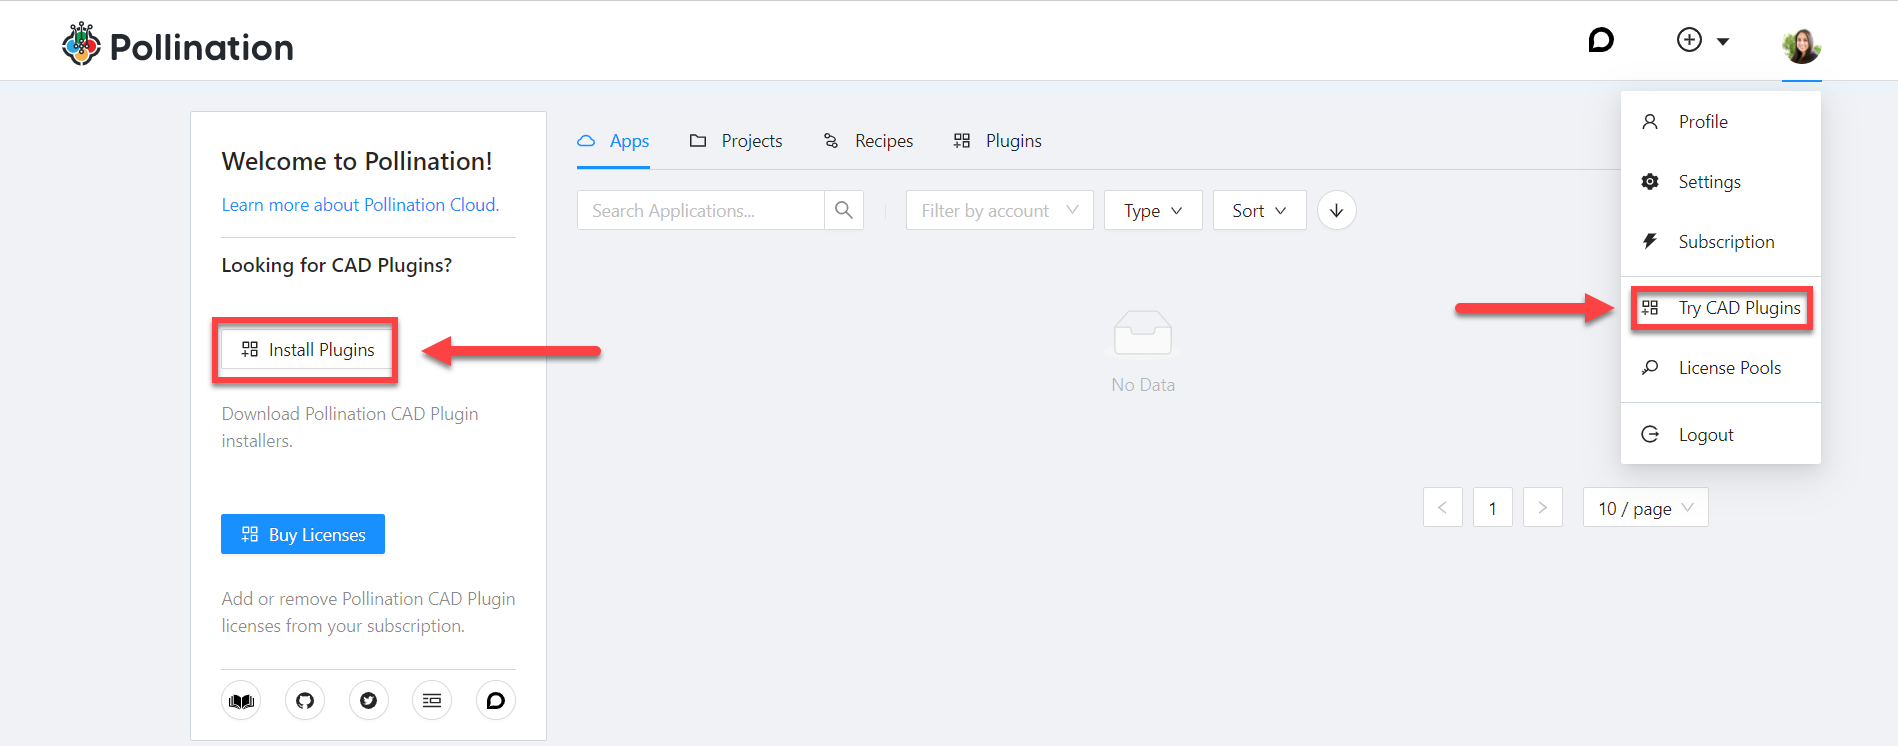 Pollination
Welcome to Pollination!
Learn more about Pollination Cloud.
Looking for CAD Plugins?
Install Plugins
Download Pollination CAD Plugin
installers.
Buy Licenses
Add or remove Pollination CAD Plugin
licenses from your subscription.
Apps Projects Recipes Plugins
Search Applications... Filter by account Type Sort
No Data
1 10 / page
Profile
Settings
Subscription
Try CAD Plugins
License Pools
Logout